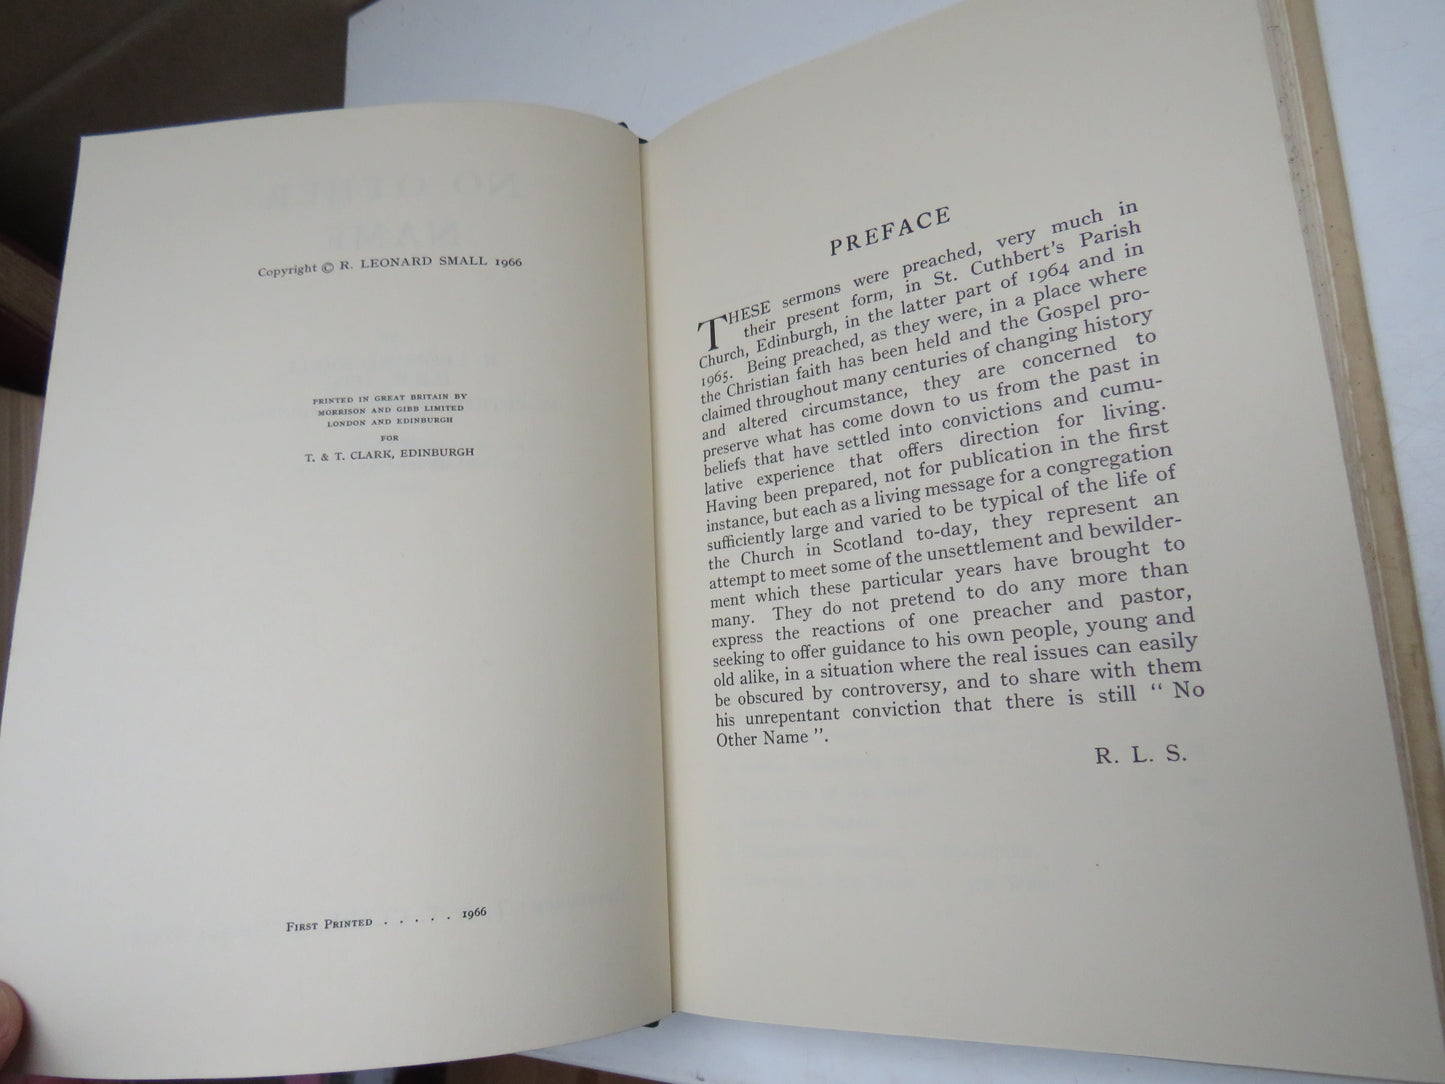 Copyright © R. LEONARD SMALL 1966
PRINTED IN GREAT BRITAIN BY
MORRISON AND GIBB LIMITED
LONDON AND EDINBURGH
FOR
T. & T. CLARK, EDINBURGH
FIRST PRINTED . . . . . 1966
PREFACE
THESE sermons were preached, very much in
their present form, in St. Cuthbert's Parish
Church, Edinburgh, in the latter part of 1964 and in
1965. Being preached, as they were, in a place where
the Christian faith has been held and the Gospel pro-
claimed throughout many centuries of changing history
and altered circumstance, they are concerned to
preserve what has come down to us from the past in
beliefs that have settled into convictions and cumu-
lative experience that offers direction for living.
Having been prepared, not for publication in the first
instance, but each as a living message for a congregation
sufficiently large and varied to be typical of the life of
the Church in Scotland to-day, they represent an
attempt to meet some of the unsettlement and bewilder-
ment which these particular years have brought to
many. They do not pretend to do any more than
express the reactions of one preacher and pastor,
seeking to offer guidance to his own people, young and
old alike, in a situation where the real issues can easily
be obscured by controversy, and to share with them
his unrepentant conviction that there is still " No
Other Name ".
R. L. S.